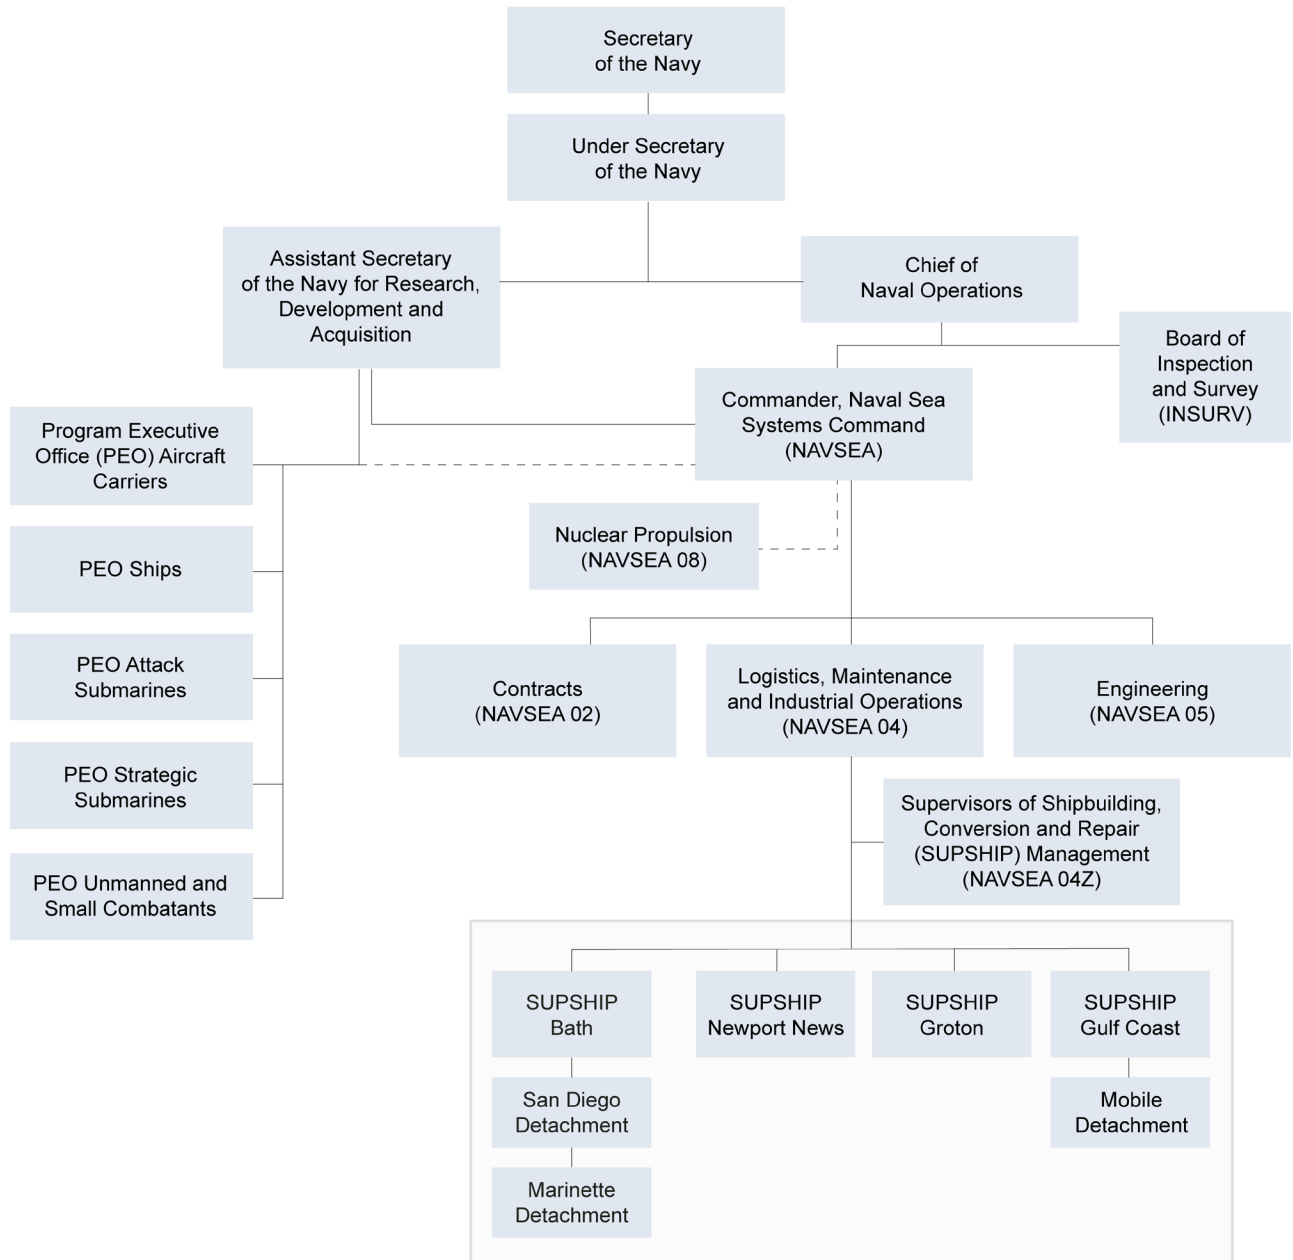 Secretary
of the Navy
Under Secretary
of the Navy
Assistant Secretary
of the Navy for Research,
Development and
Acquisition
Chief of
Naval Operations
Board of
Inspection
and Survey
(INSURV)
Commander, Naval Sea
Systems Command
(NAVSEA)
Program Executive
Office (PEO) Aircraft
Carriers
Nuclear Propulsion
(NAVSEA 08)
PEO Ships
PEO Attack
Submarines
PEO Strategic
Submarines
PEO Unmanned and
Small Combatants
Contracts
(NAVSEA 02)
Logistics, Maintenance
and Industrial Operations
(NAVSEA 04)
Engineering
(NAVSEA 05)
Supervisors of Shipbuilding,
Conversion and Repair
(SUPSHIP) Management
(NAVSEA 04Z)
SUPSHIP
Bath
SUPSHIP
Newport News
SUPSHIP
Groton
SUPSHIP
Gulf Coast
San Diego
Detachment
Mobile
Detachment
Marinette
Detachment